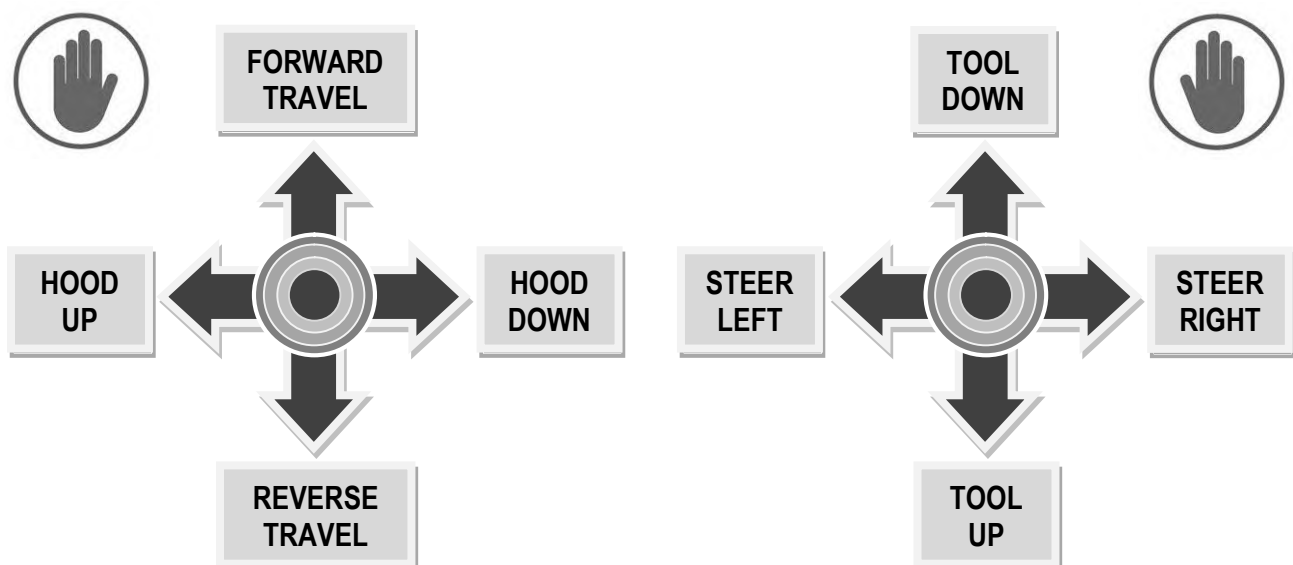 FORWARD
TRAVEL
HOOD
UP
HOOD
DOWN
REVERSE
TRAVEL
TOOL
DOWN
STEER
LEFT
STEER
RIGHT
TOOL
UP